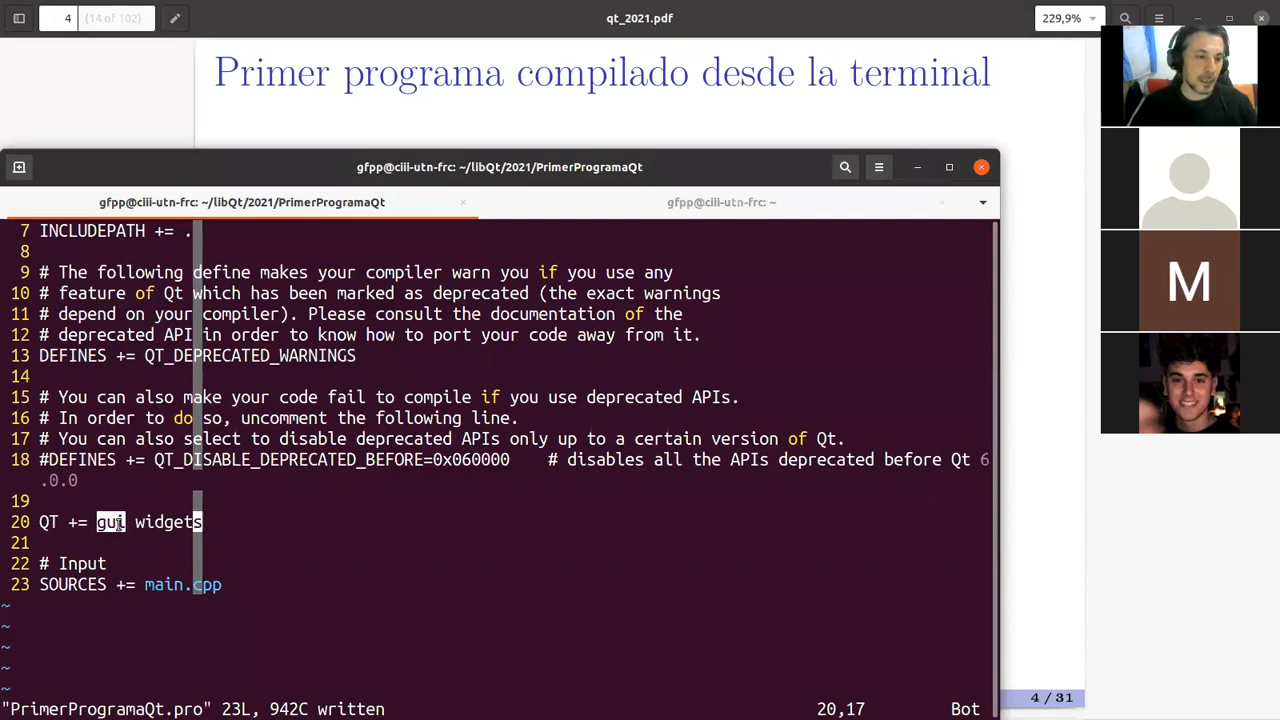 4
(14 of 102)
qt_2021.pdf
229,9%
Primer programa compilado desde la terminal
gfpp@ciii-utn-frc: ~/libQt/2021/PrimerProgramaQt
gfpp@ciii-utn-frc: ~/libQt/2021/PrimerProgramaQt
gfpp@ciii-utn-frc: ~
7 INCLUDEPATH += .
8
9 # The following define makes your compiler warn you if you use any
10 # feature of Qt which has been marked as deprecated (the exact warnings
11 # depend on your compiler). Please consult the documentation of the
12 # deprecated API in order to know how to port your code away from it.
13 DEFINES += QT_DEPRECATED_WARNINGS
14
15 # You can also make your code fail to compile if you use deprecated APIs.
16 # In order to do so, uncomment the following line.
17 # You can also select to disable deprecated APIs only up to a certain version of Qt.
18 #DEFINES += QT_DISABLE_DEPRECATED_BEFORE=0x060000    # disables all the APIs deprecated before Qt 6
.0.0
19
20 QT += gui widgets
21
22 # Input
23 SOURCES += main.cpp
~
~
~
~
~
"PrimerProgramaQt.pro" 23L, 942C written
20,17
Bot
4 / 31
M